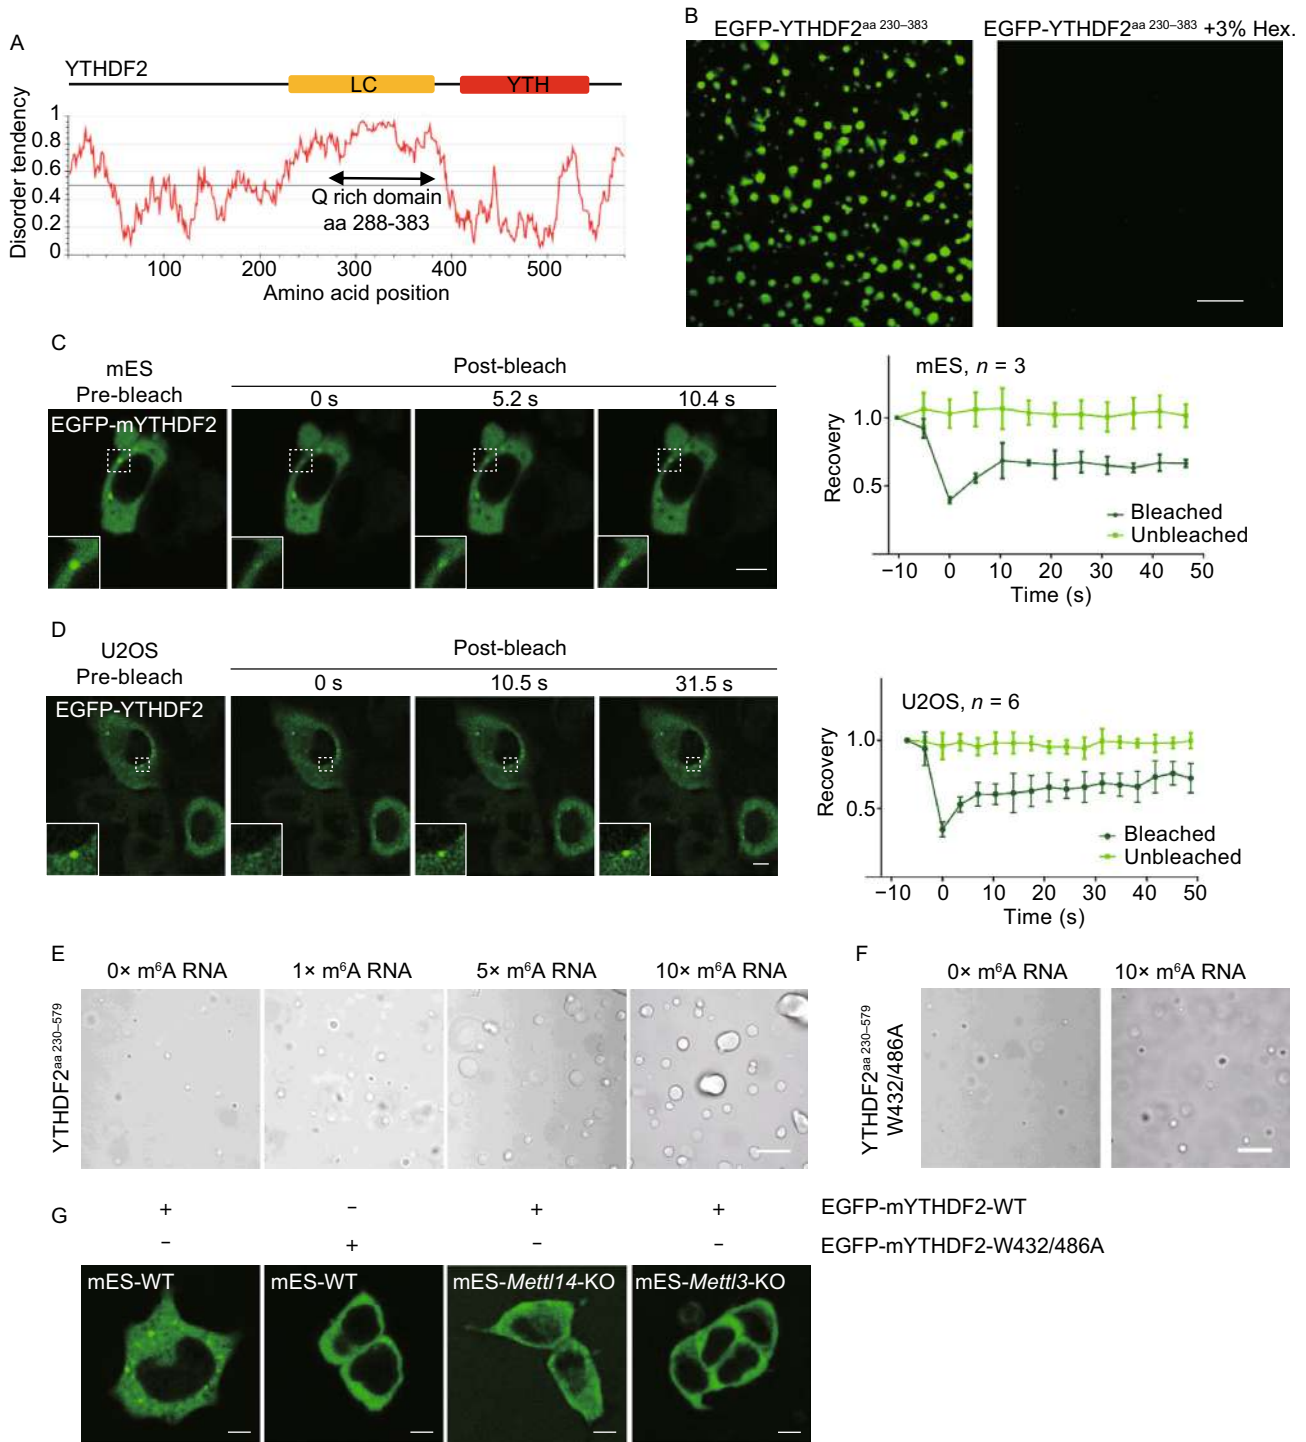 A
YTHDF2
LC
YTH
Disorder tendency
1
0.8
0.6
0.4
0.2
0
Q rich domain
aa 288-383
100 200 300 400 500
Amino acid position
B
EGFP-YTHDF2aa 230–383 EGFP-YTHDF2aa 230–383 +3% Hex.
C
mES
Pre-bleach
Post-bleach
0 s 5.2 s 10.4 s
EGFP-mYTHDF2
mES, n = 3
Recovery
1.0
0.5
Bleached
Unbleached
−10 0 10 20 30 40 50
Time (s)
D
U2OS
Pre-bleach
Post-bleach
0 s 10.5 s 31.5 s
EGFP-YTHDF2
U2OS, n = 6
Recovery
1.0
0.5
Bleached
Unbleached
−10 0 10 20 30 40 50
Time (s)
E
0× m⁶A RNA 1× m⁶A RNA 5× m⁶A RNA 10× m⁶A RNA
YTHDF2aa 230–579
F
0× m⁶A RNA 10× m⁶A RNA
YTHDF2aa 230–579
W432/486A
G
+ − + + EGFP-mYTHDF2-WT
− + − − EGFP-mYTHDF2-W432/486A
mES-WT mES-WT mES-Mettl14-KO mES-Mettl3-KO